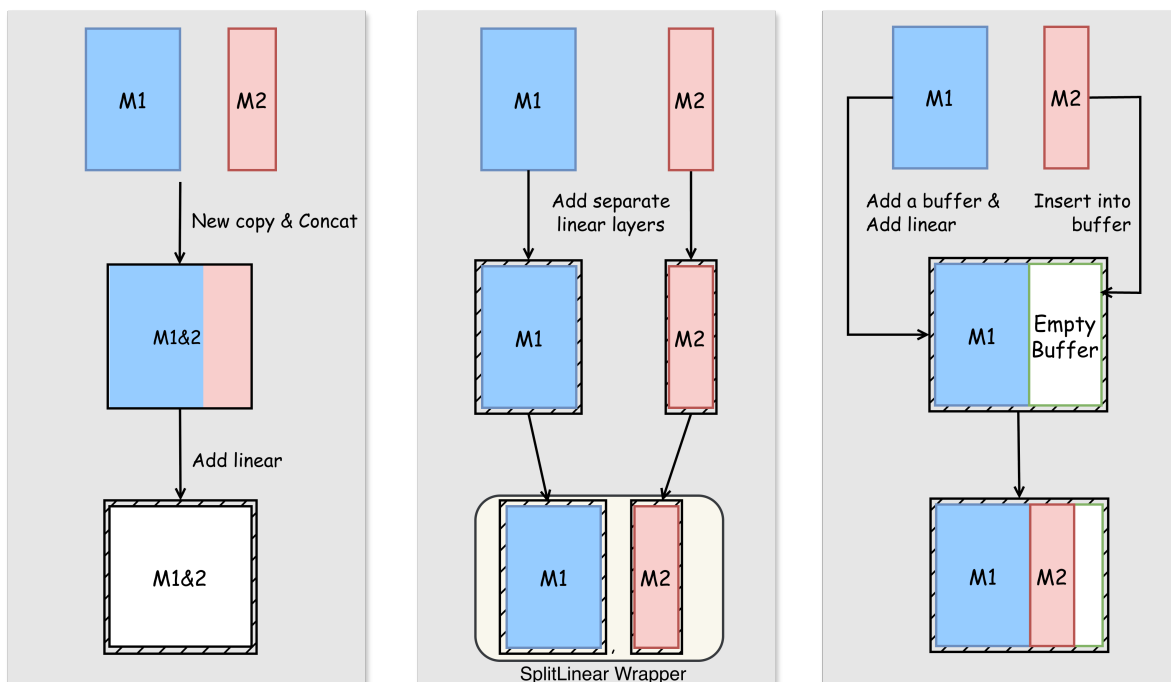 M1
M2
New copy & Concat
M1&2
Add linear
M1&2
M1
M2
Add separate
linear layers
M1
M2
M1
,
M2
SplitLinear Wrapper
M1
M2
Add a buffer &
Add linear
Insert into
buffer
M1
Empty
Buffer
M1
M2